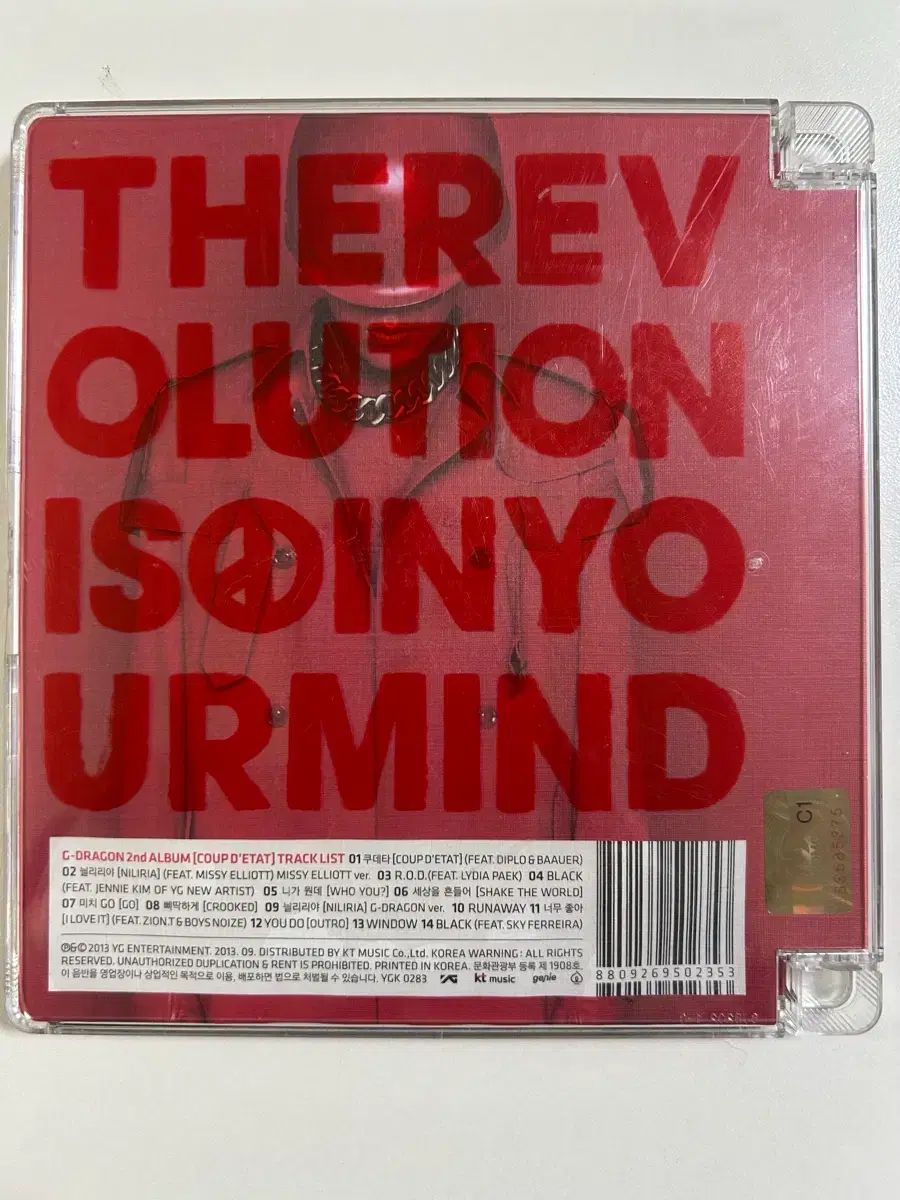 THEREV
OLUTION
IS☮INYO
URMIND
G-DRAGON 2nd ALBUM [COUP D'ETAT] TRACK LIST 01 쿠데타 [COUP D'ETAT] (FEAT. DIPLO & BAAUER)
02 늴리리야 [NILIRIA] (FEAT. MISSY ELLIOTT) MISSY ELLIOTT ver. 03 R.O.D.(FEAT. LYDIA PAEK) 04 BLACK
(FEAT. JENNIE KIM OF YG NEW ARTIST) 05 니가 뭔데 [WHO YOU?] 06 세상을 흔들어 [SHAKE THE WORLD]
07 미치 GO [GO] 08 삐딱하게 [CROOKED] 09 늴리리야 [NILIRIA] G-DRAGON ver. 10 RUNAWAY 11 너무 좋아
[I LOVE IT] (FEAT. ZION.T & BOYS NOIZE) 12 YOU DO [OUTRO] 13 WINDOW 14 BLACK (FEAT. SKY FERREIRA)
℗&© 2013 YG ENTERTAINMENT. 2013. 09. DISTRIBUTED BY KT MUSIC Co.,Ltd. KOREA WARNING : ALL RIGHTS
RESERVED. UNAUTHORIZED DUPLICATION & RENT IS PROHIBITED. PRINTED IN KOREA. 문화관광부 등록 제 1908호.
이 음반을 영업장이나 상업적인 목적으로 이용, 배포하면 법으로 처벌될 수 있습니다. YGK 0283 YG kt music genie
8809269502353
C1